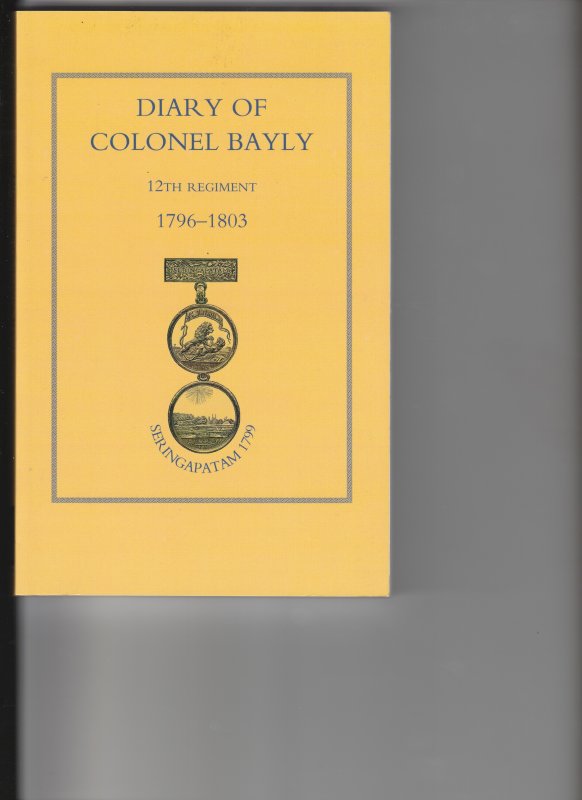 DIARY OF
COLONEL BAYLY
12TH REGIMENT
1796–1803
SERINGAPATAM 1799